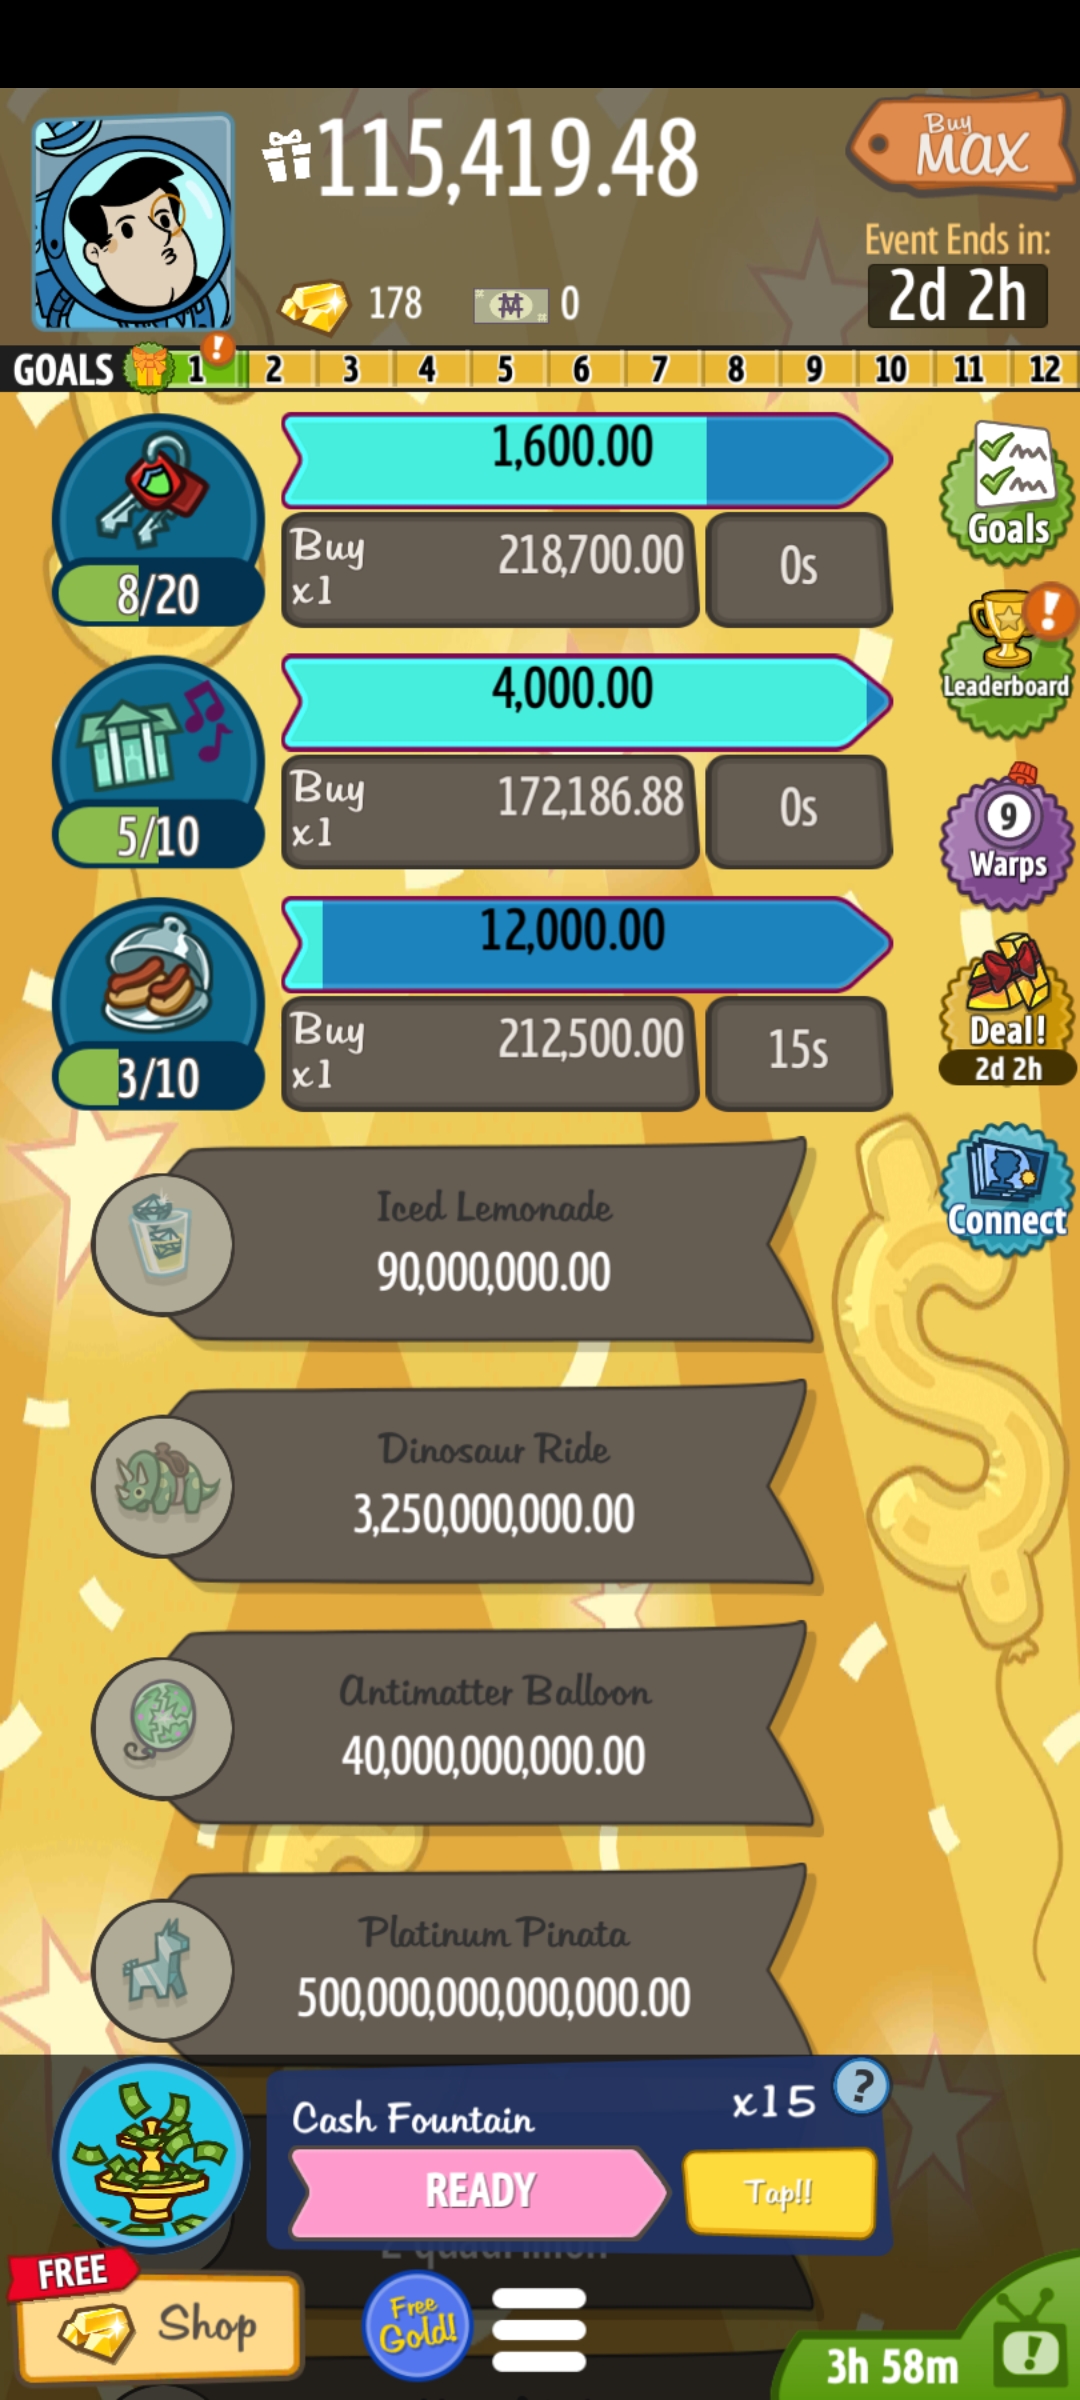 115,419.48
Buy
MAX
Event Ends in:
178
0
2d 2h
GOALS 1 ! 2 3 4 5 6 7 8 9 10 11 12
1,600.00
Buy
x1
218,700.00
0s
8/20
Goals
4,000.00
Buy
x1
172,186.88
0s
5/10
!
Leaderboard
9
Warps
12,000.00
Buy
x1
212,500.00
15s
3/10
Deal!
2d 2h
Connect
Iced Lemonade
90,000,000.00
Dinosaur Ride
3,250,000,000.00
Antimatter Balloon
40,000,000,000.00
Platinum Pinata
500,000,000,000,000.00
Cash Fountain
x15
?
READY
Tap!!
FREE
Shop
Free
Gold!
3h 58m
!